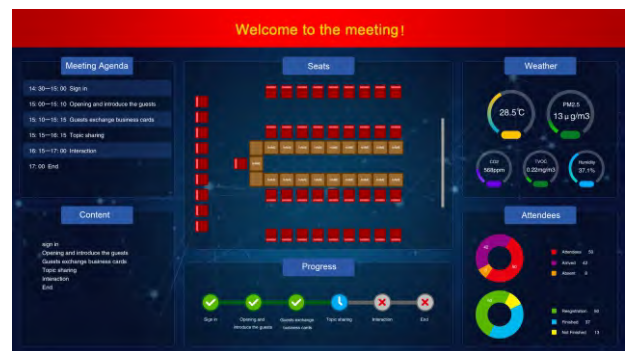 Welcome to the meeting!
Meeting Agenda
14: 30—15: 00 Sign in
15: 00—15: 10 Opening and introduce the guests
15: 10—15: 15 Guests exchange business cards
15: 15—16: 15 Topic sharing
16: 15—17: 00 Interaction
17: 00 End
Content
sign in
Opening and introduce the guests
Guests exchange business cards
Topic sharing
Interaction
End
Seats
Progress
Sign in
Opening and
introduce the guests
Guests exchange
business cards
Topic sharing
Interaction
End
Weather
28.5℃
PM2.5
13 μg/m3
CO2
568ppm
TVOC
0.22mg/m3
Humidity
37.1%
Attendees
Attendees
Arrived
Absent
Finished 37
Not Finished 13